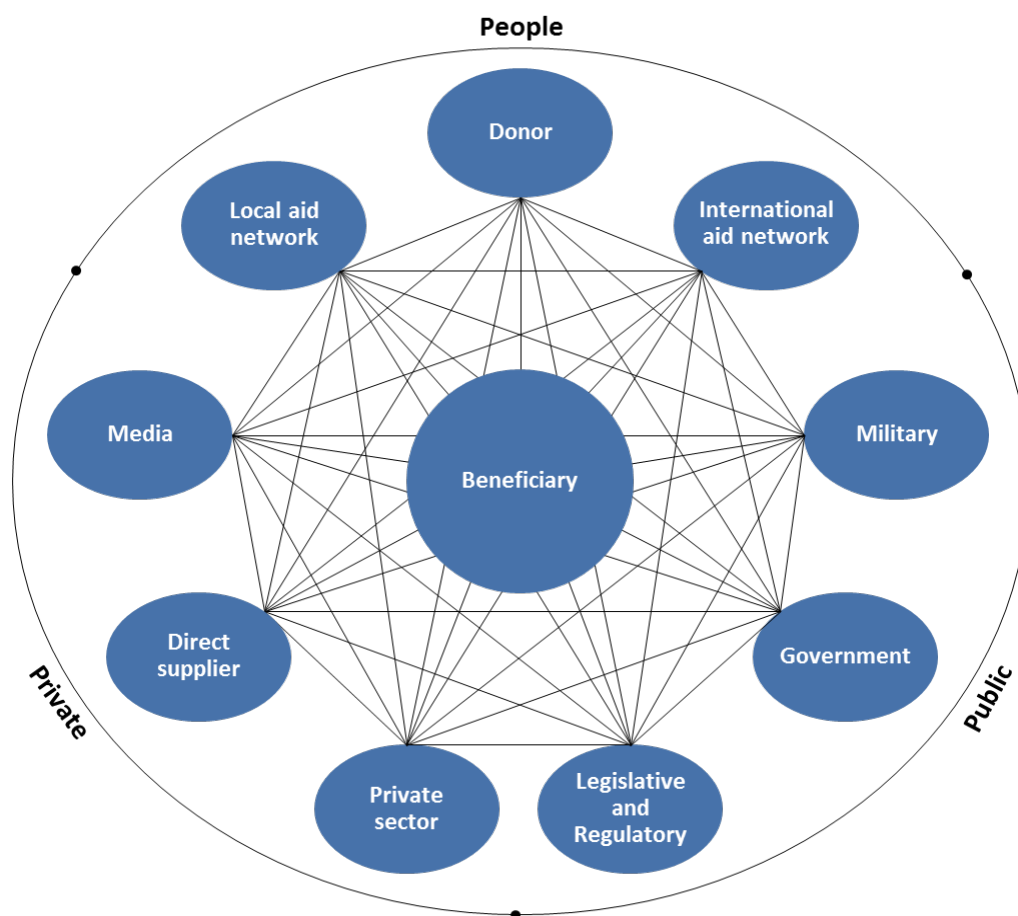 People
Donor
Local aid
network
International
aid network
Media
Military
Beneficiary
Direct
supplier
Government
Private
Public
Private
sector
Legislative
and
Regulatory